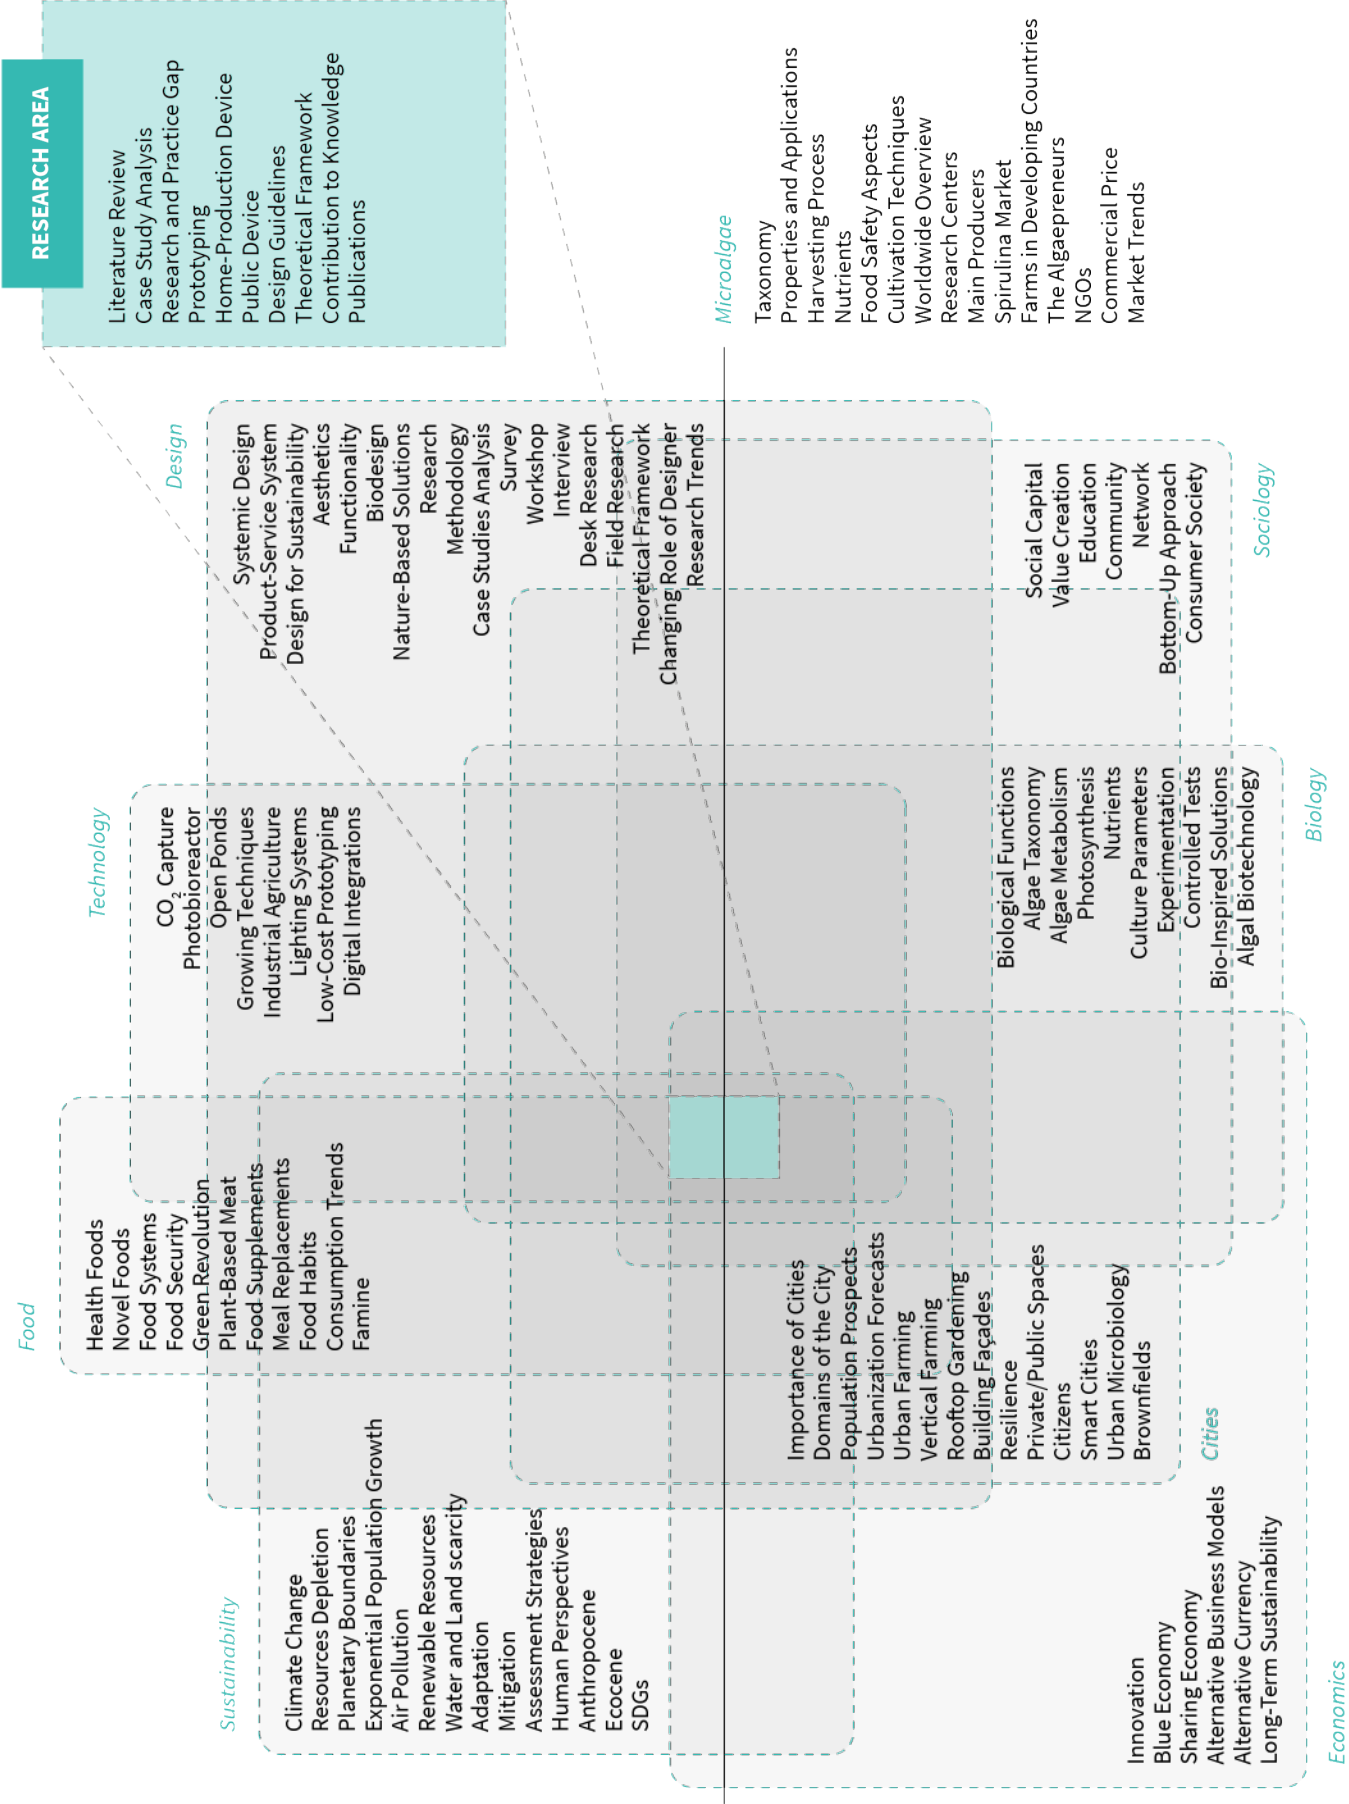 RESEARCH AREA
Literature Review
Case Study Analysis
Research and Practice Gap
Prototyping
Home-Production Device
Public Device
Design Guidelines
Theoretical Framework
Contribution to Knowledge
Publications
Food
Health Foods
Novel Foods
Food Systems
Food Security
Green Revolution
Plant-Based Meat
Food Supplements
Meal Replacements
Food Habits
Consumption Trends
Famine
Technology
CO2 Capture
Photobioreactor
Open Ponds
Growing Techniques
Industrial Agriculture
Lighting Systems
Low-Cost Prototyping
Digital Integrations
Design
Systemic Design
Product-Service System
Design for Sustainability
Aesthetics
Functionality
Biodesign
Nature-Based Solutions
Research
Methodology
Case Studies Analysis
Survey
Workshop
Interview
Desk Research
Field Research
Theoretical Framework
Changing Role of Designer
Research Trends
Sustainability
Climate Change
Resources Depletion
Planetary Boundaries
Exponential Population Growth
Air Pollution
Renewable Resources
Water and Land scarcity
Adaptation
Mitigation
Assessment Strategies
Human Perspectives
Anthropocene
Ecocene
SDGs
Microalgae
Taxonomy
Properties and Applications
Harvesting Process
Nutrients
Food Safety Aspects
Cultivation Techniques
Worldwide Overview
Research Centers
Main Producers
Spirulina Market
Farms in Developing Countries
The Algaepreneurs
NGOs
Commercial Price
Market Trends
Importance of Cities
Domains of the City
Population Prospects
Urbanization Forecasts
Urban Farming
Vertical Farming
Rooftop Gardening
Building Façades
Resilience
Private/Public Spaces
Citizens
Smart Cities
Urban Microbiology
Brownfields
Cities
Biological Functions
Algae Taxonomy
Algae Metabolism
Photosynthesis
Nutrients
Culture Parameters
Experimentation
Controlled Tests
Bio-Inspired Solutions
Algal Biotechnology
Biology
Social Capital
Value Creation
Education
Community
Network
Bottom-Up Approach
Consumer Society
Sociology
Innovation
Blue Economy
Sharing Economy
Alternative Business Models
Alternative Currency
Long-Term Sustainability
Economics